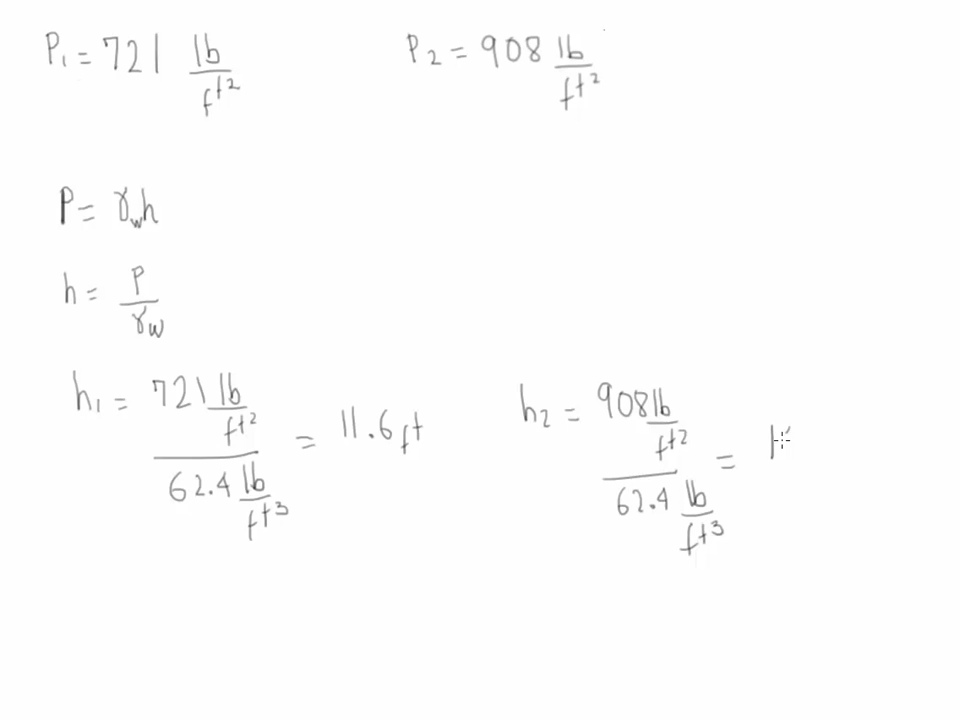 P₁ = 721 lb/ft² P₂ = 908 lb/ft²
P = γwh
h = P/γw
h₁ = 721 lb/ft² / 62.4 lb/ft³ = 11.6 ft h₂ = 908 lb/ft² / 62.4 lb/ft³ = 1